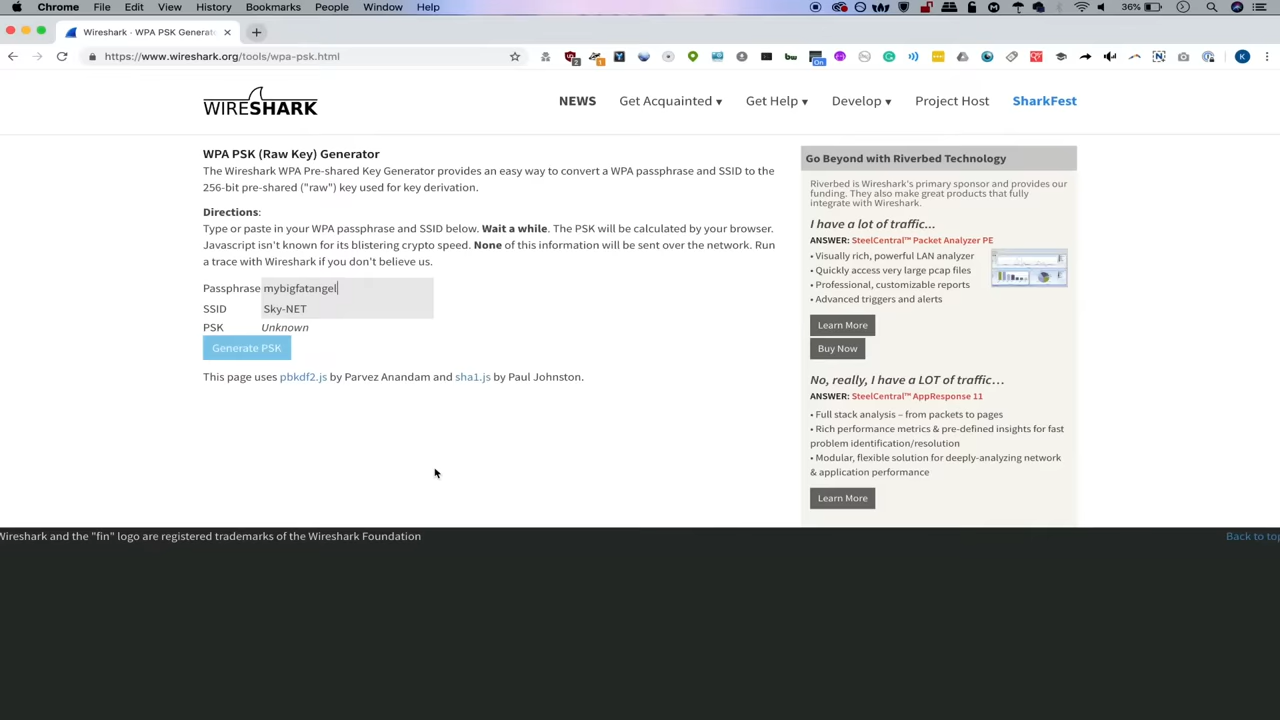 Chrome File Edit View History Bookmarks People Window Help 36%
Wireshark · WPA PSK Generato
https://www.wireshark.org/tools/wpa-psk.html
2 1 bw On N K
WIRESHARK
NEWS Get Acquainted ▾ Get Help ▾ Develop ▾ Project Host SharkFest
WPA PSK (Raw Key) Generator
The Wireshark WPA Pre-shared Key Generator provides an easy way to convert a WPA passphrase and SSID to the
256-bit pre-shared ("raw") key used for key derivation.
Directions:
Type or paste in your WPA passphrase and SSID below. Wait a while. The PSK will be calculated by your browser.
Javascript isn't known for its blistering crypto speed. None of this information will be sent over the network. Run
a trace with Wireshark if you don't believe us.
Passphrase mybigfatangel
SSID Sky-NET
PSK Unknown
Generate PSK
This page uses pbkdf2.js by Parvez Anandam and sha1.js by Paul Johnston.
Go Beyond with Riverbed Technology
Riverbed is Wireshark's primary sponsor and provides our
funding. They also make great products that fully
integrate with Wireshark.
I have a lot of traffic...
ANSWER: SteelCentral™ Packet Analyzer PE
• Visually rich, powerful LAN analyzer
• Quickly access very large pcap files
• Professional, customizable reports
• Advanced triggers and alerts
Learn More
Buy Now
No, really, I have a LOT of traffic…
ANSWER: SteelCentral™ AppResponse 11
• Full stack analysis – from packets to pages
• Rich performance metrics & pre-defined insights for fast
problem identification/resolution
• Modular, flexible solution for deeply-analyzing network
& application performance
Learn More
Wireshark and the "fin" logo are registered trademarks of the Wireshark Foundation
Back to top